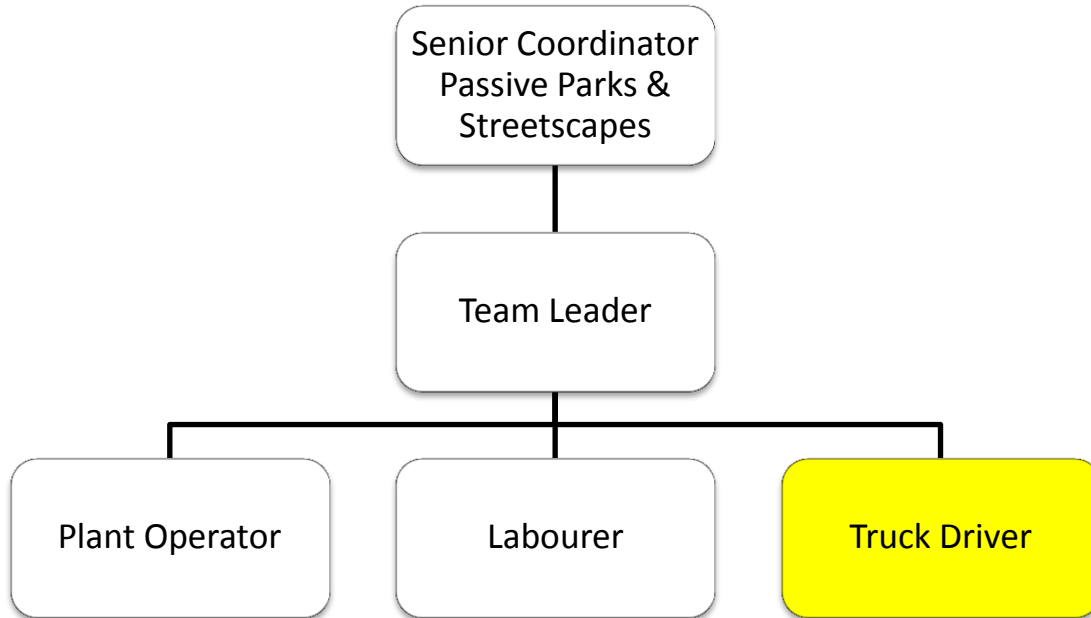 Senior Coordinator
Passive Parks &
Streetscapes
Team Leader
Plant Operator
Labourer
Truck Driver